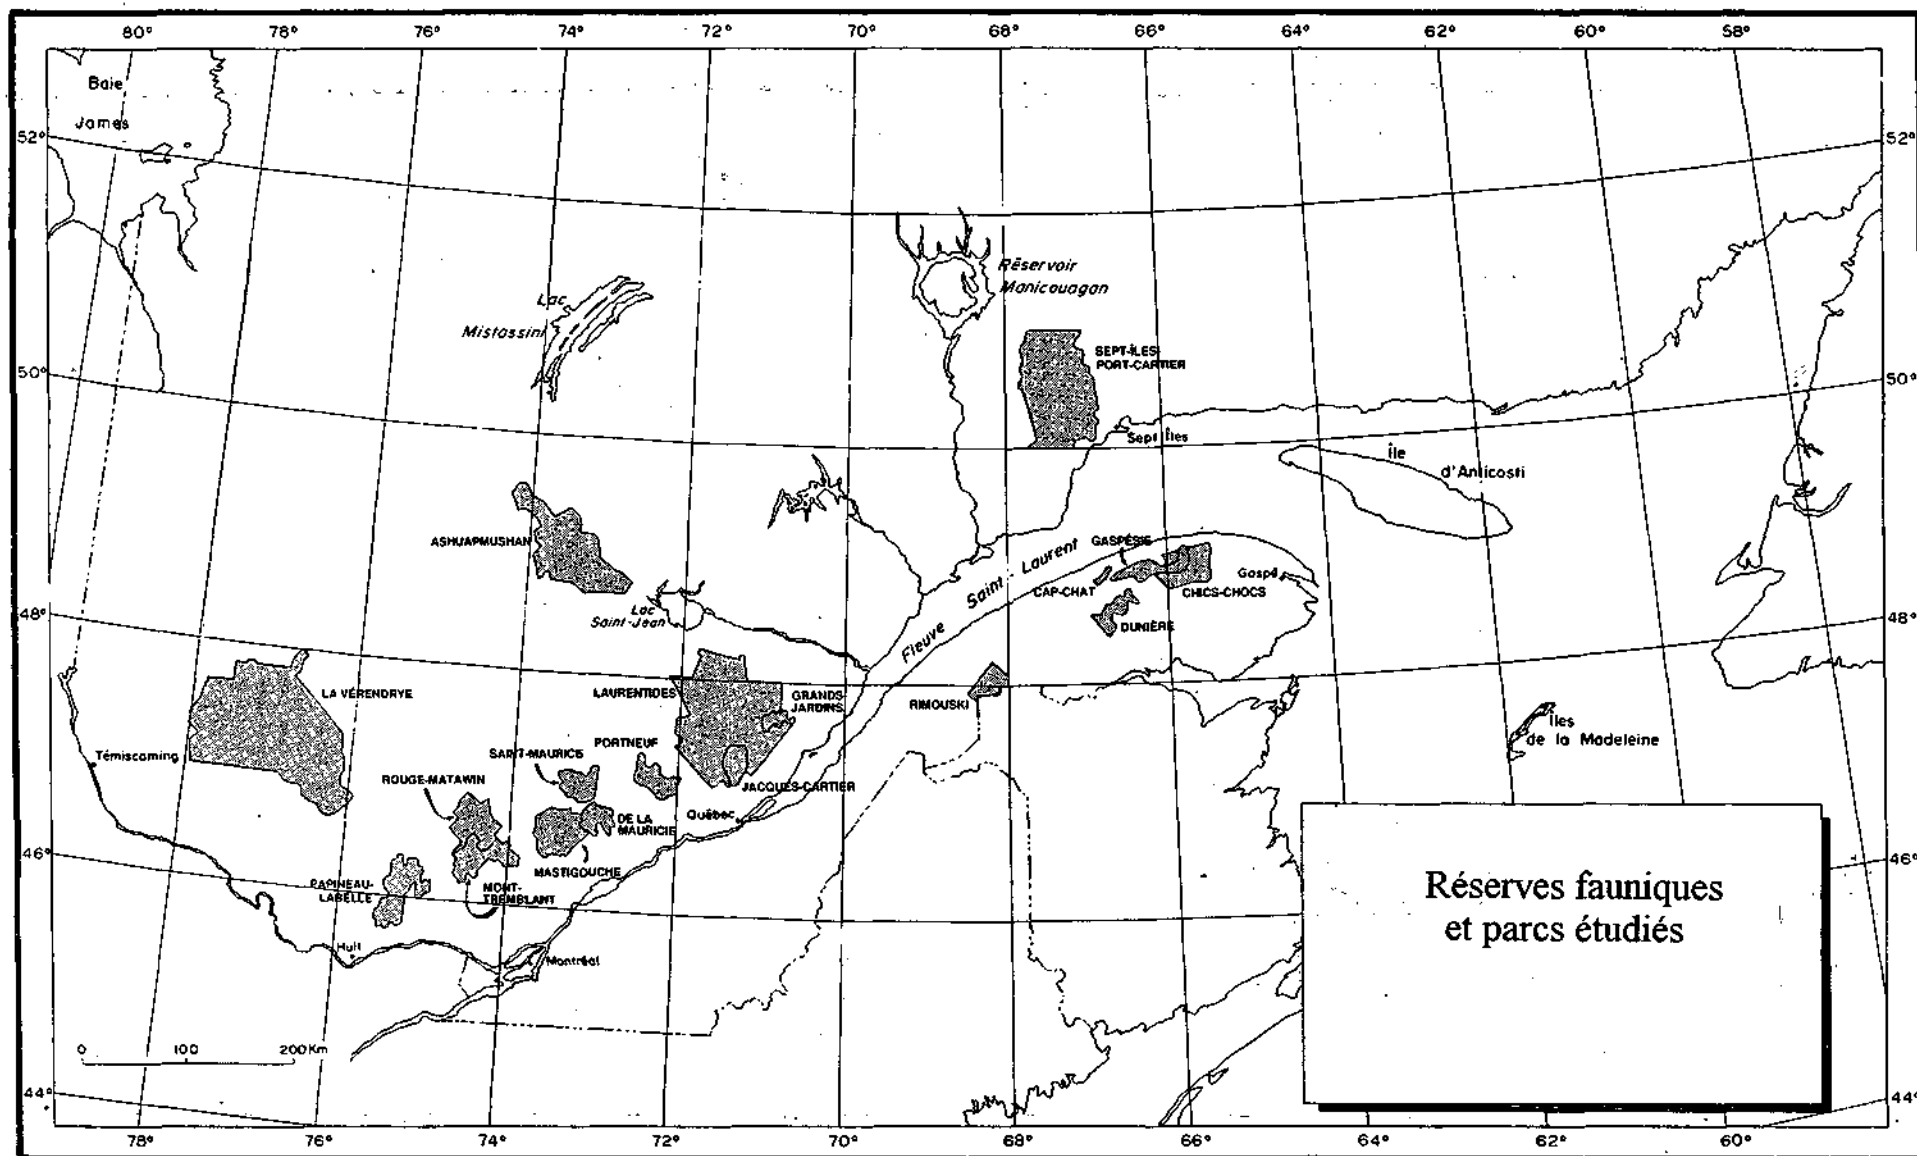 80° 78° 76° 74° 72° 70° 68° 66° 64° 62° 60° 58°
Baie
James
52° 52°
Réservoir
Manicouagan
Lac
Mistassini
SEPT-ÎLES-
PORT-CARTIER
50° 50°
Sept-Îles
Île
d'Anticosti
ASHUAPMUSHAN
GASPÉSIE
Gaspé
CAP-CHAT
CHICS-CHOCS
Fleuve Saint-Laurent
Lac
Saint-Jean
DUNIÈRE
48° 48°
LA VÉRENDRYE
LAURENTIDES
GRANDS-
JARDINS
RIMOUSKI
Îles
de la Madeleine
Témiscaming
SAINT-MAURICE
PORTNEUF
ROUGE-MATAWIN
JACQUES-CARTIER
Québec
DE LA
MAURICIE
46° 46°
MASTIGOUCHE
PAPINEAU-
LABELLE
MONT-
TREMBLANT
Réserves fauniques
et parcs étudiés
Hull
Montréal
0 100 200 Km
44° 44°
78° 76° 74° 72° 70° 68° 66° 64° 62° 60°